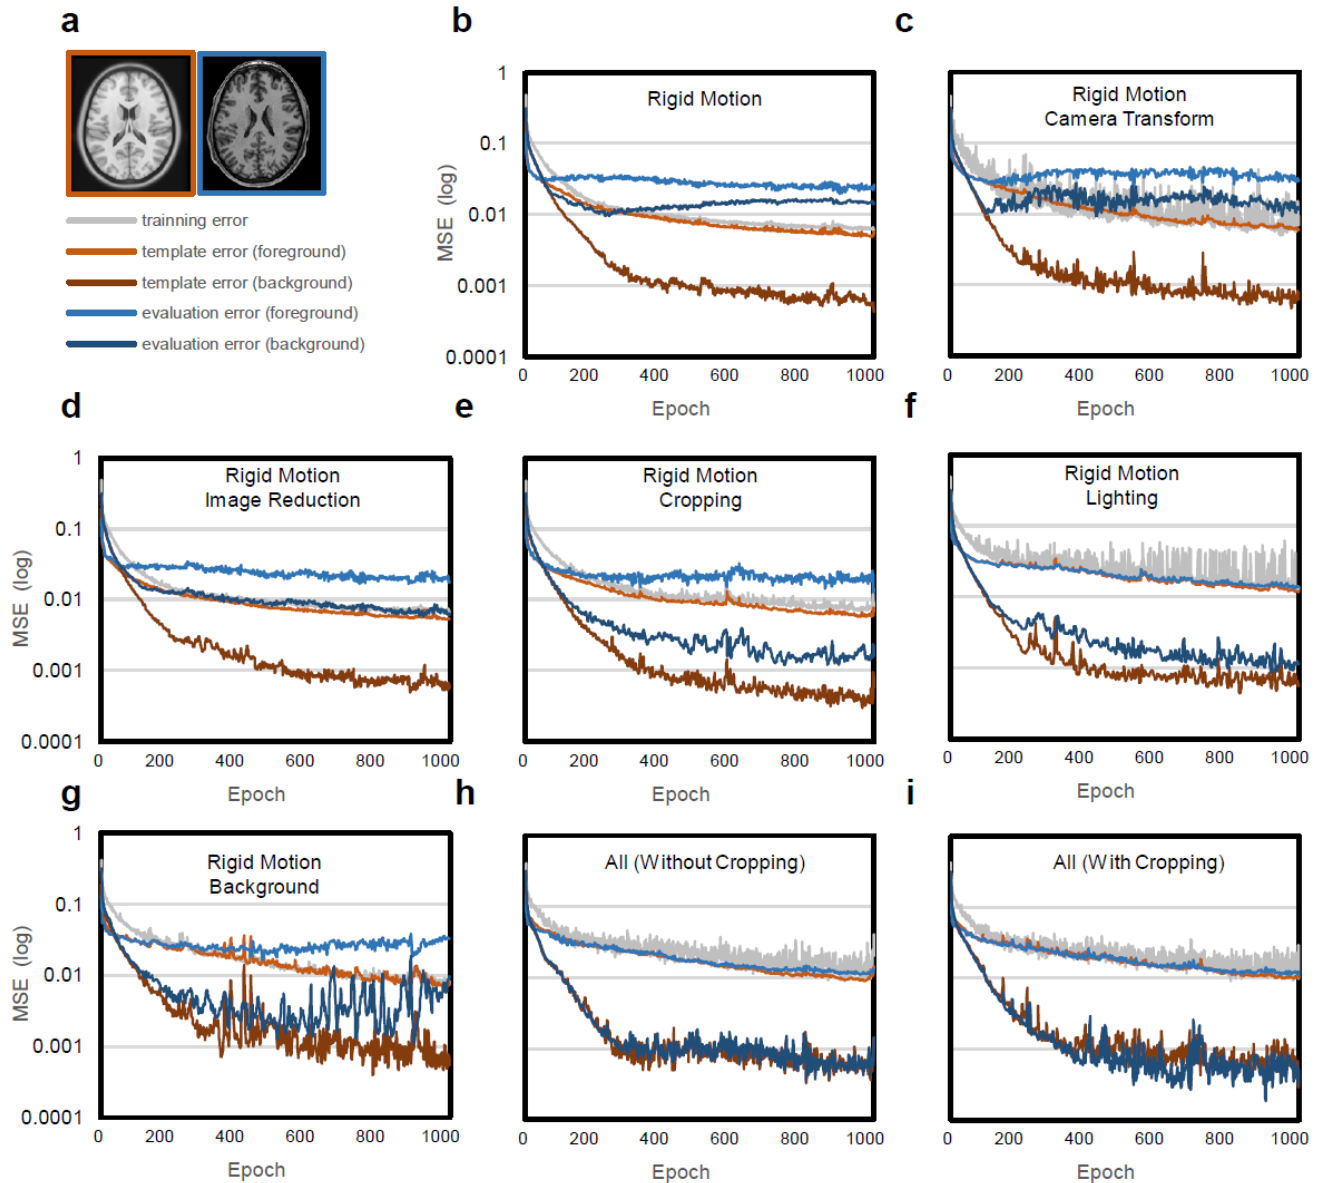 a
trainning error
template error (foreground)
template error (background)
evaluation error (foreground)
evaluation error (background)
b
Rigid Motion
MSE (log)
1
0.1
0.01
0.001
0.0001
0 200 400 600 800 1000
Epoch
c
Rigid Motion
Camera Transform
0 200 400 600 800 1000
Epoch
d
Rigid Motion
Image Reduction
MSE (log)
1
0.1
0.01
0.001
0.0001
0 200 400 600 800 1000
Epoch
e
Rigid Motion
Cropping
0 200 400 600 800 1000
Epoch
f
Rigid Motion
Lighting
0 200 400 600 800 1000
Epoch
g
Rigid Motion
Background
MSE (log)
1
0.1
0.01
0.001
0.0001
0 200 400 600 800 1000
Epoch
h
All (Without Cropping)
0 200 400 600 800 1000
Epoch
i
All (With Cropping)
0 200 400 600 800 1000
Epoch